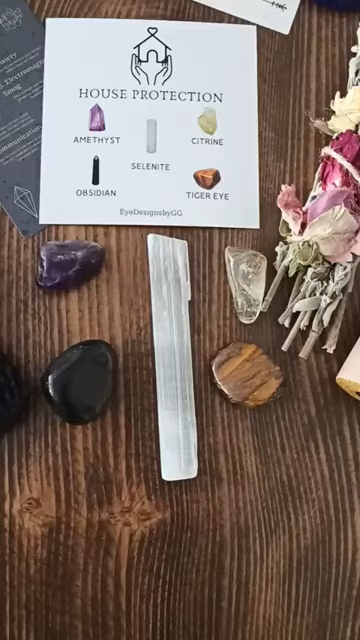 HOUSE PROTECTION
AMETHYST
SELENITE
CITRINE
OBSIDIAN
TIGER EYE
EyeDesignsbyGG
Smog